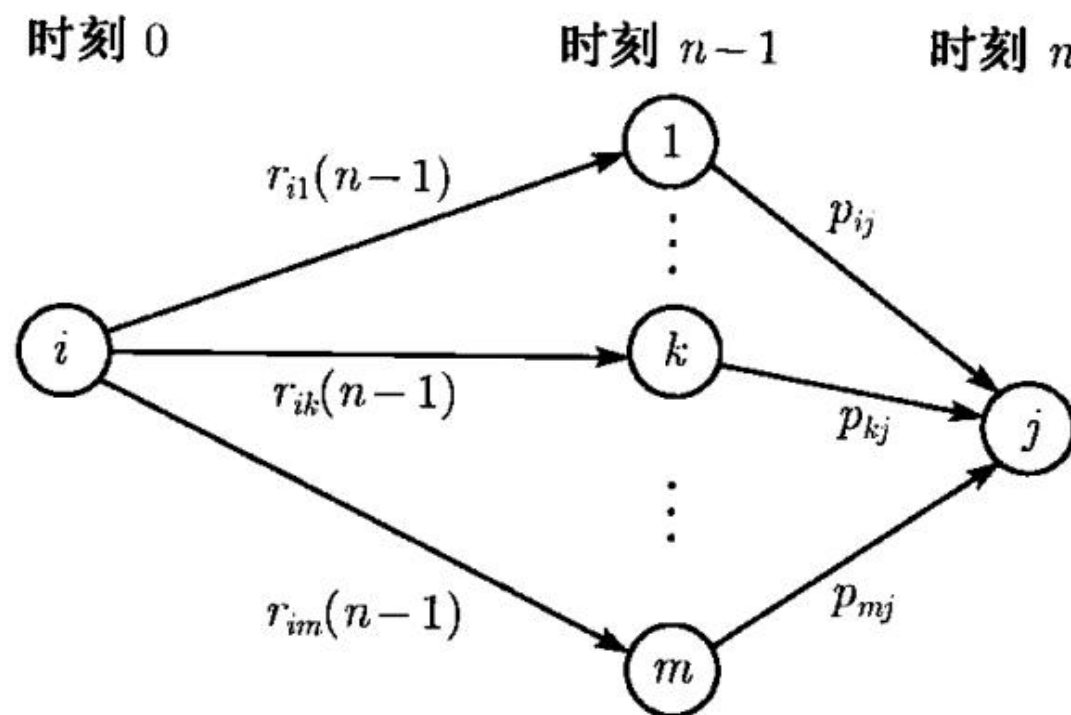 时刻 0
时刻 n-1
时刻 n
1
r_{i1}(n-1)
p_{ij}
i
k
r_{ik}(n-1)
p_{kj}
j
r_{im}(n-1)
p_{mj}
m